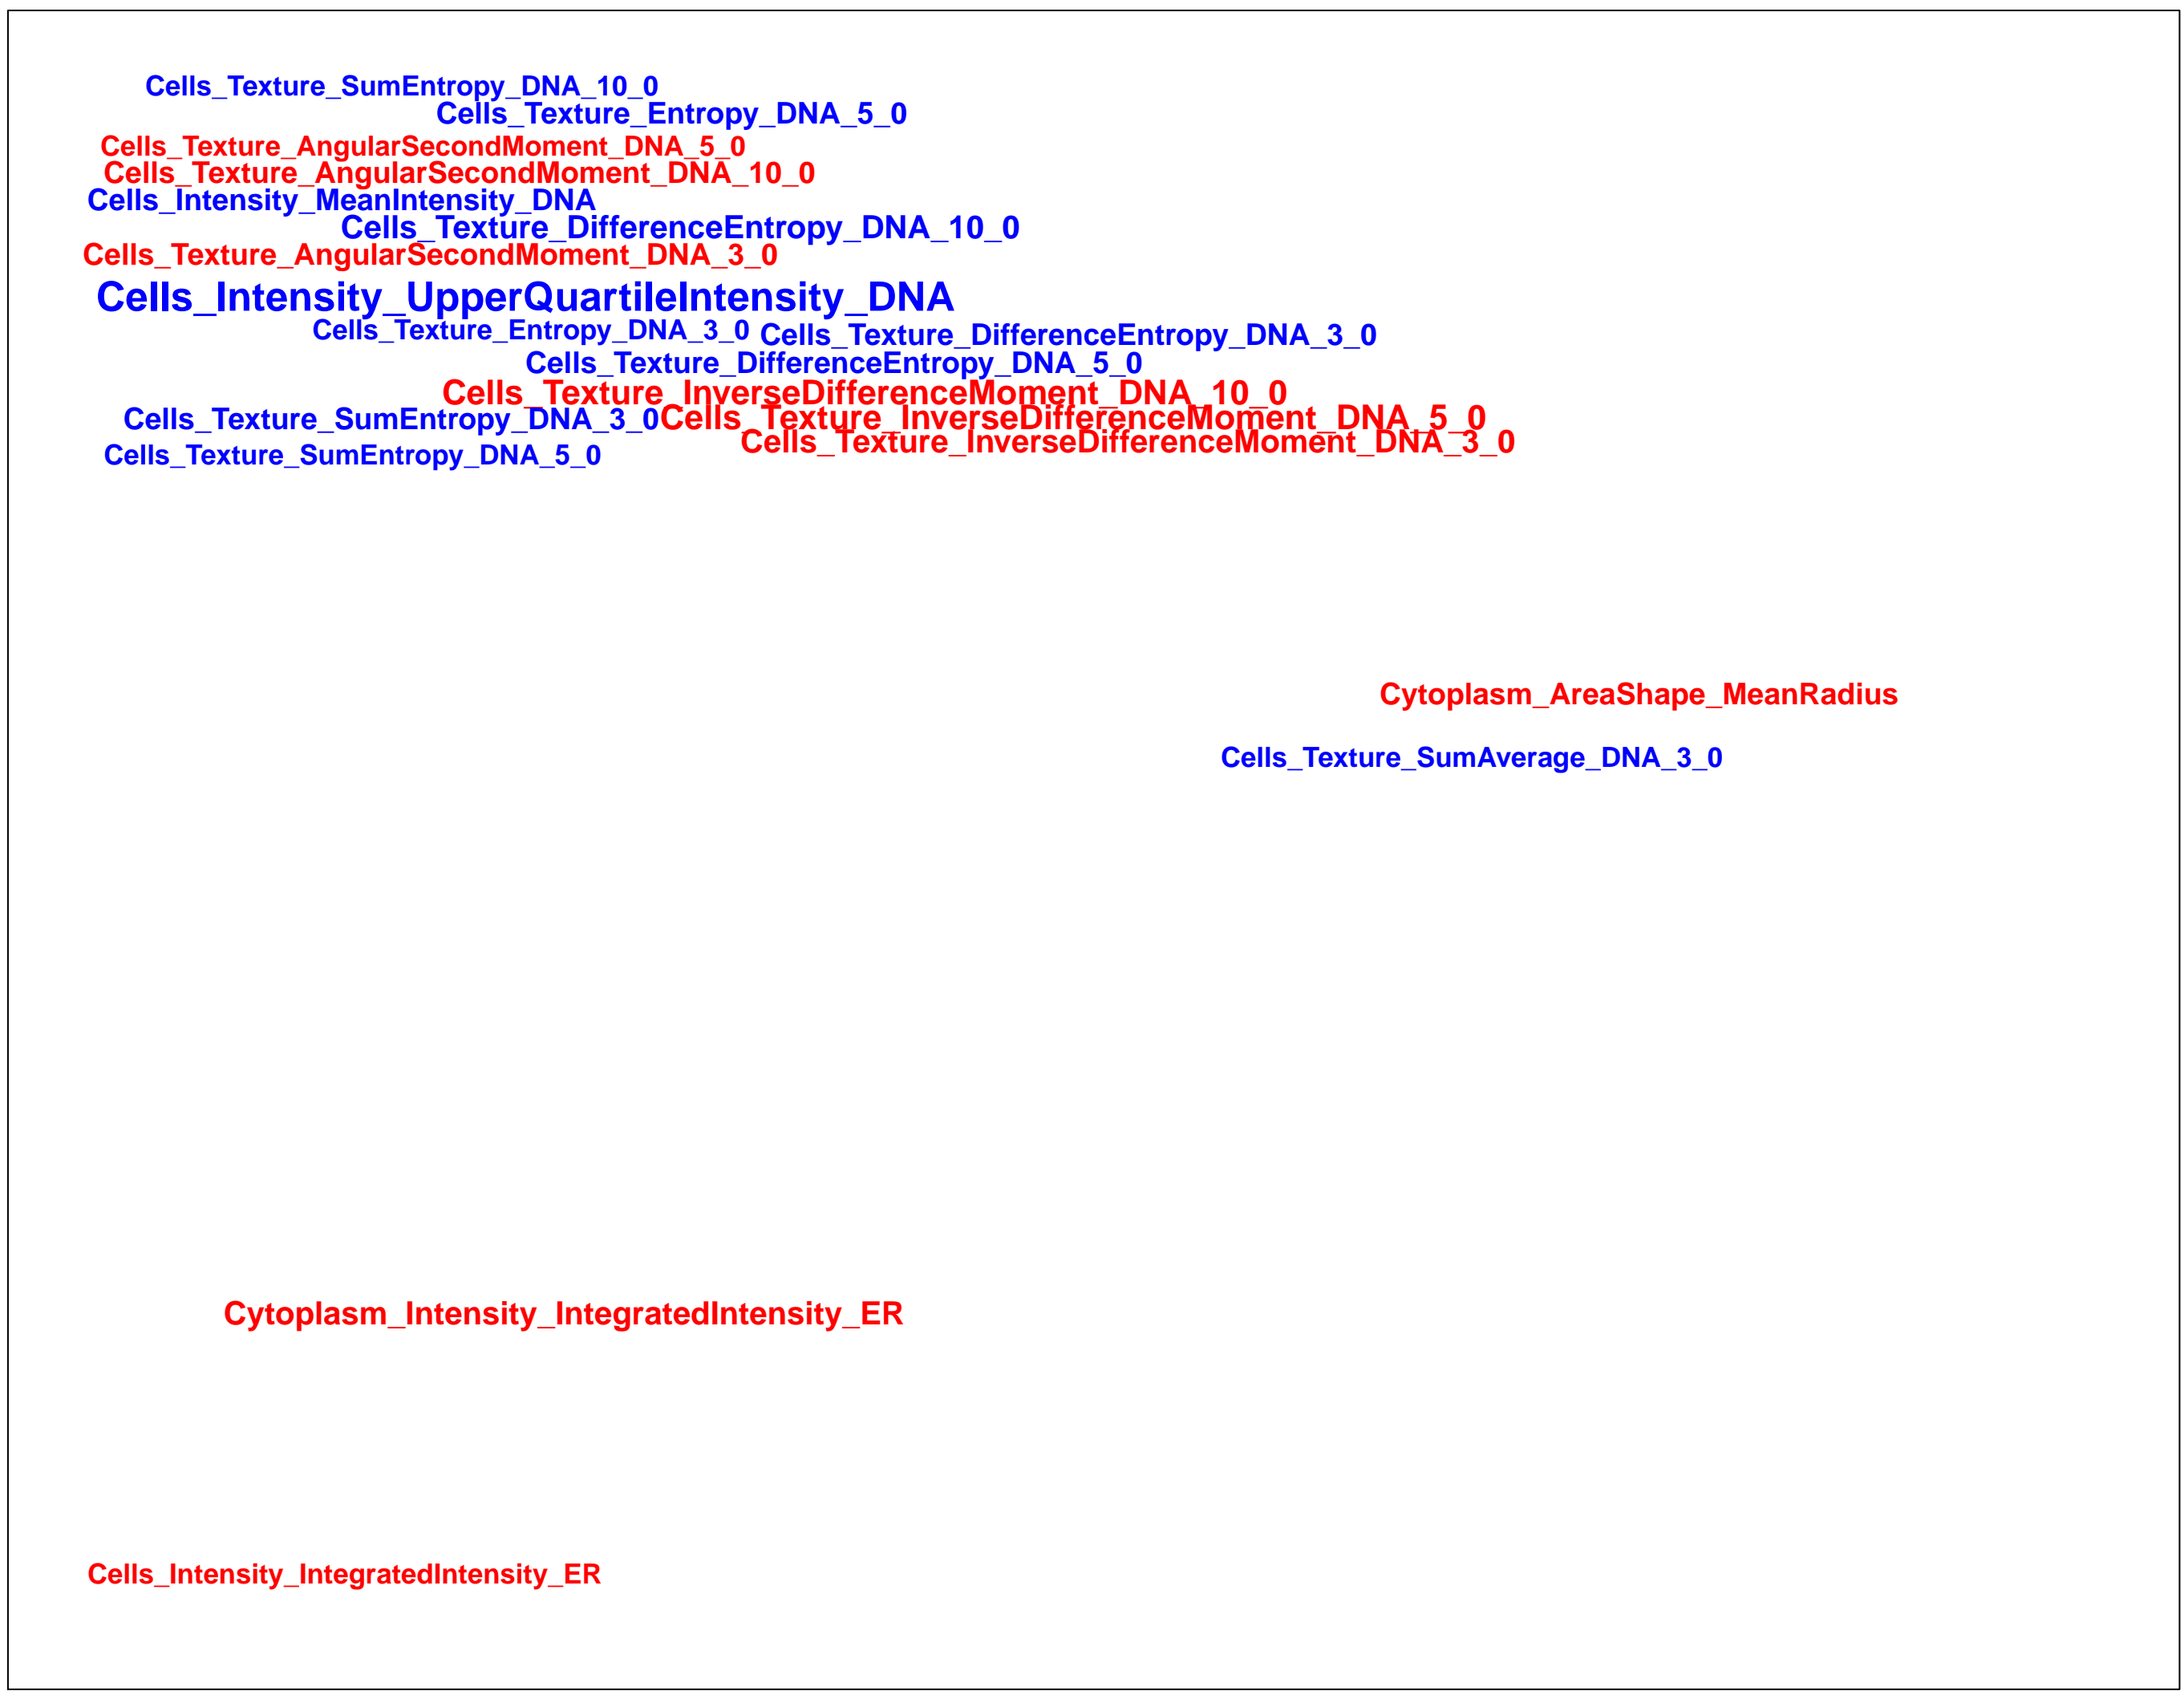 Cells_Texture_SumEntropy_DNA_10_0
Cells_Texture_Entropy_DNA_5_0
Cells_Texture_AngularSecondMoment_DNA_5_0
Cells_Texture_AngularSecondMoment_DNA_10_0
Cells_Intensity_MeanIntensity_DNA
Cells_Texture_DifferenceEntropy_DNA_10_0
Cells_Texture_AngularSecondMoment_DNA_3_0
Cells_Intensity_UpperQuartileIntensity_DNA
Cells_Texture_Entropy_DNA_3_0 Cells_Texture_DifferenceEntropy_DNA_3_0
Cells_Texture_DifferenceEntropy_DNA_5_0
Cells_Texture_InverseDifferenceMoment_DNA_10_0
Cells_Texture_SumEntropy_DNA_3_0 Cells_Texture_InverseDifferenceMoment_DNA_5_0
Cells_Texture_InverseDifferenceMoment_DNA_3_0
Cells_Texture_SumEntropy_DNA_5_0
Cytoplasm_AreaShape_MeanRadius
Cells_Texture_SumAverage_DNA_3_0
Cytoplasm_Intensity_IntegratedIntensity_ER
Cells_Intensity_IntegratedIntensity_ER